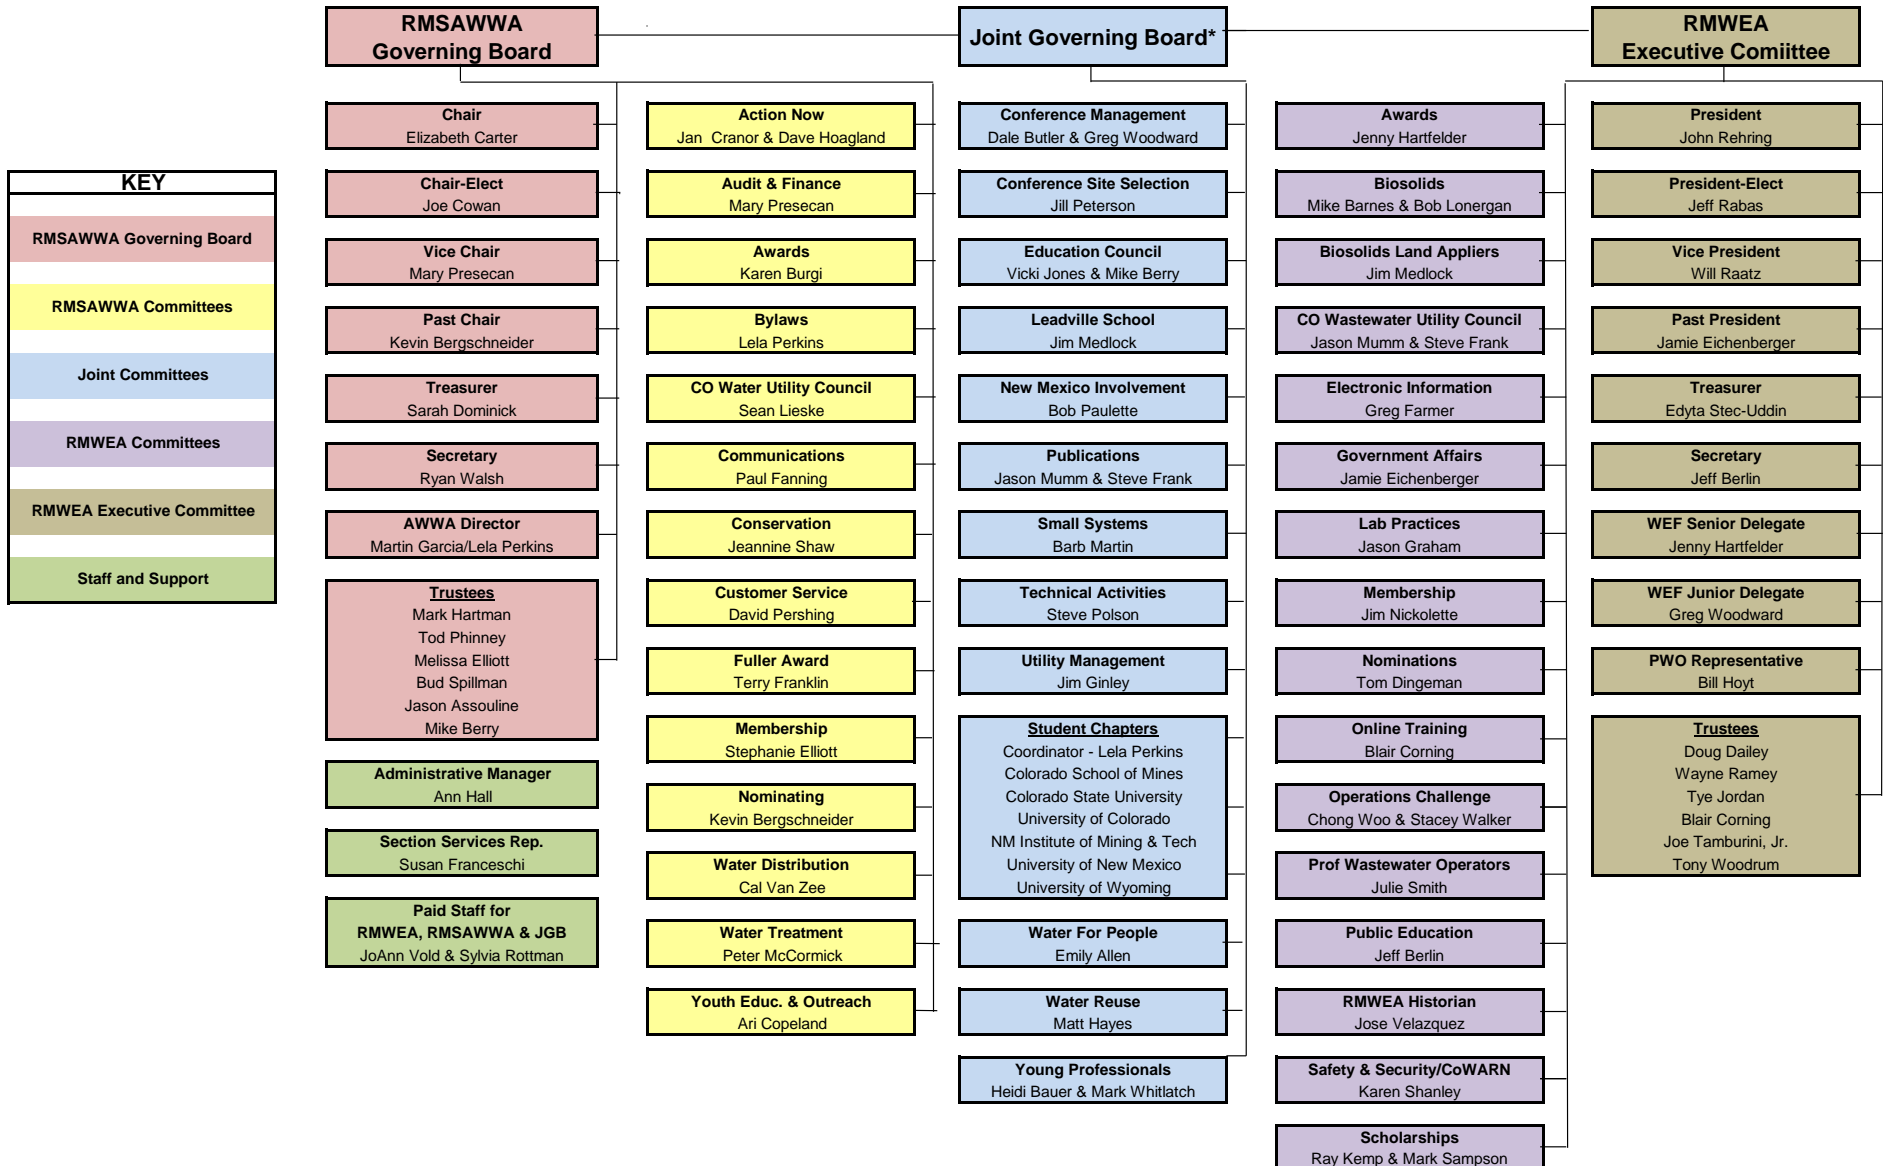 RMSAWWA
Governing Board
Joint Governing Board*
RMWEA
Executive Comiittee
KEY
RMSAWWA Governing Board
RMSAWWA Committees
Joint Committees
RMWEA Committees
RMWEA Executive Committee
Staff and Support
Chair
Elizabeth Carter
Chair-Elect
Joe Cowan
Vice Chair
Mary Presecan
Past Chair
Kevin Bergschneider
Treasurer
Sarah Dominick
Secretary
Ryan Walsh
AWWA Director
Martin Garcia/Lela Perkins
Trustees
Mark Hartman
Tod Phinney
Melissa Elliott
Bud Spillman
Jason Assouline
Mike Berry
Administrative Manager
Ann Hall
Section Services Rep.
Susan Franceschi
Paid Staff for
RMWEA, RMSAWWA & JGB
JoAnn Vold & Sylvia Rottman
Action Now
Jan Cranor & Dave Hoagland
Audit & Finance
Mary Presecan
Awards
Karen Burgi
Bylaws
Lela Perkins
CO Water Utility Council
Sean Lieske
Communications
Paul Fanning
Conservation
Jeannine Shaw
Customer Service
David Pershing
Fuller Award
Terry Franklin
Membership
Stephanie Elliott
Nominating
Kevin Bergschneider
Water Distribution
Cal Van Zee
Water Treatment
Peter McCormick
Youth Educ. & Outreach
Ari Copeland
Conference Management
Dale Butler & Greg Woodward
Conference Site Selection
Jill Peterson
Education Council
Vicki Jones & Mike Berry
Leadville School
Jim Medlock
New Mexico Involvement
Bob Paulette
Publications
Jason Mumm & Steve Frank
Small Systems
Barb Martin
Technical Activities
Steve Polson
Utility Management
Jim Ginley
Student Chapters
Coordinator - Lela Perkins
Colorado School of Mines
Colorado State University
University of Colorado
NM Institute of Mining & Tech
University of New Mexico
University of Wyoming
Water For People
Emily Allen
Water Reuse
Matt Hayes
Young Professionals
Heidi Bauer & Mark Whitlatch
Awards
Jenny Hartfelder
Biosolids
Mike Barnes & Bob Lonergan
Biosolids Land Appliers
Jim Medlock
CO Wastewater Utility Council
Jason Mumm & Steve Frank
Electronic Information
Greg Farmer
Government Affairs
Jamie Eichenberger
Lab Practices
Jason Graham
Membership
Jim Nickolette
Nominations
Tom Dingeman
Online Training
Blair Corning
Operations Challenge
Chong Woo & Stacey Walker
Prof Wastewater Operators
Julie Smith
Public Education
Jeff Berlin
RMWEA Historian
Jose Velazquez
Safety & Security/CoWARN
Karen Shanley
Scholarships
Ray Kemp & Mark Sampson
President
John Rehring
President-Elect
Jeff Rabas
Vice President
Will Raatz
Past President
Jamie Eichenberger
Treasurer
Edyta Stec-Uddin
Secretary
Jeff Berlin
WEF Senior Delegate
Jenny Hartfelder
WEF Junior Delegate
Greg Woodward
PWO Representative
Bill Hoyt
Trustees
Doug Dailey
Wayne Ramey
Tye Jordan
Blair Corning
Joe Tamburini, Jr.
Tony Woodrum